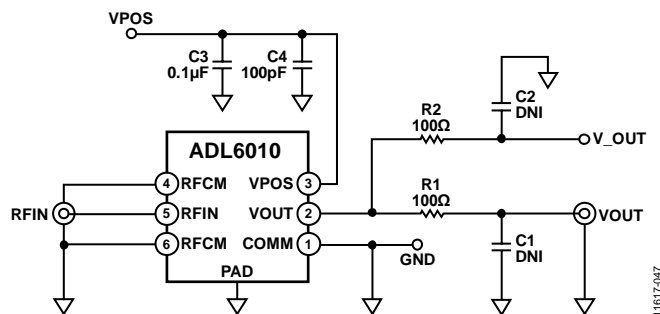 VPOS
C3
0.1µF
C4
100pF
C2
DNI
R2
100Ω
V_OUT
ADL6010
R1
100Ω
4 RFCM VPOS 3
RFIN 5 RFIN VOUT 2 VOUT
6 RFCM COMM 1
C1
DNI
GND
PAD
11617-047